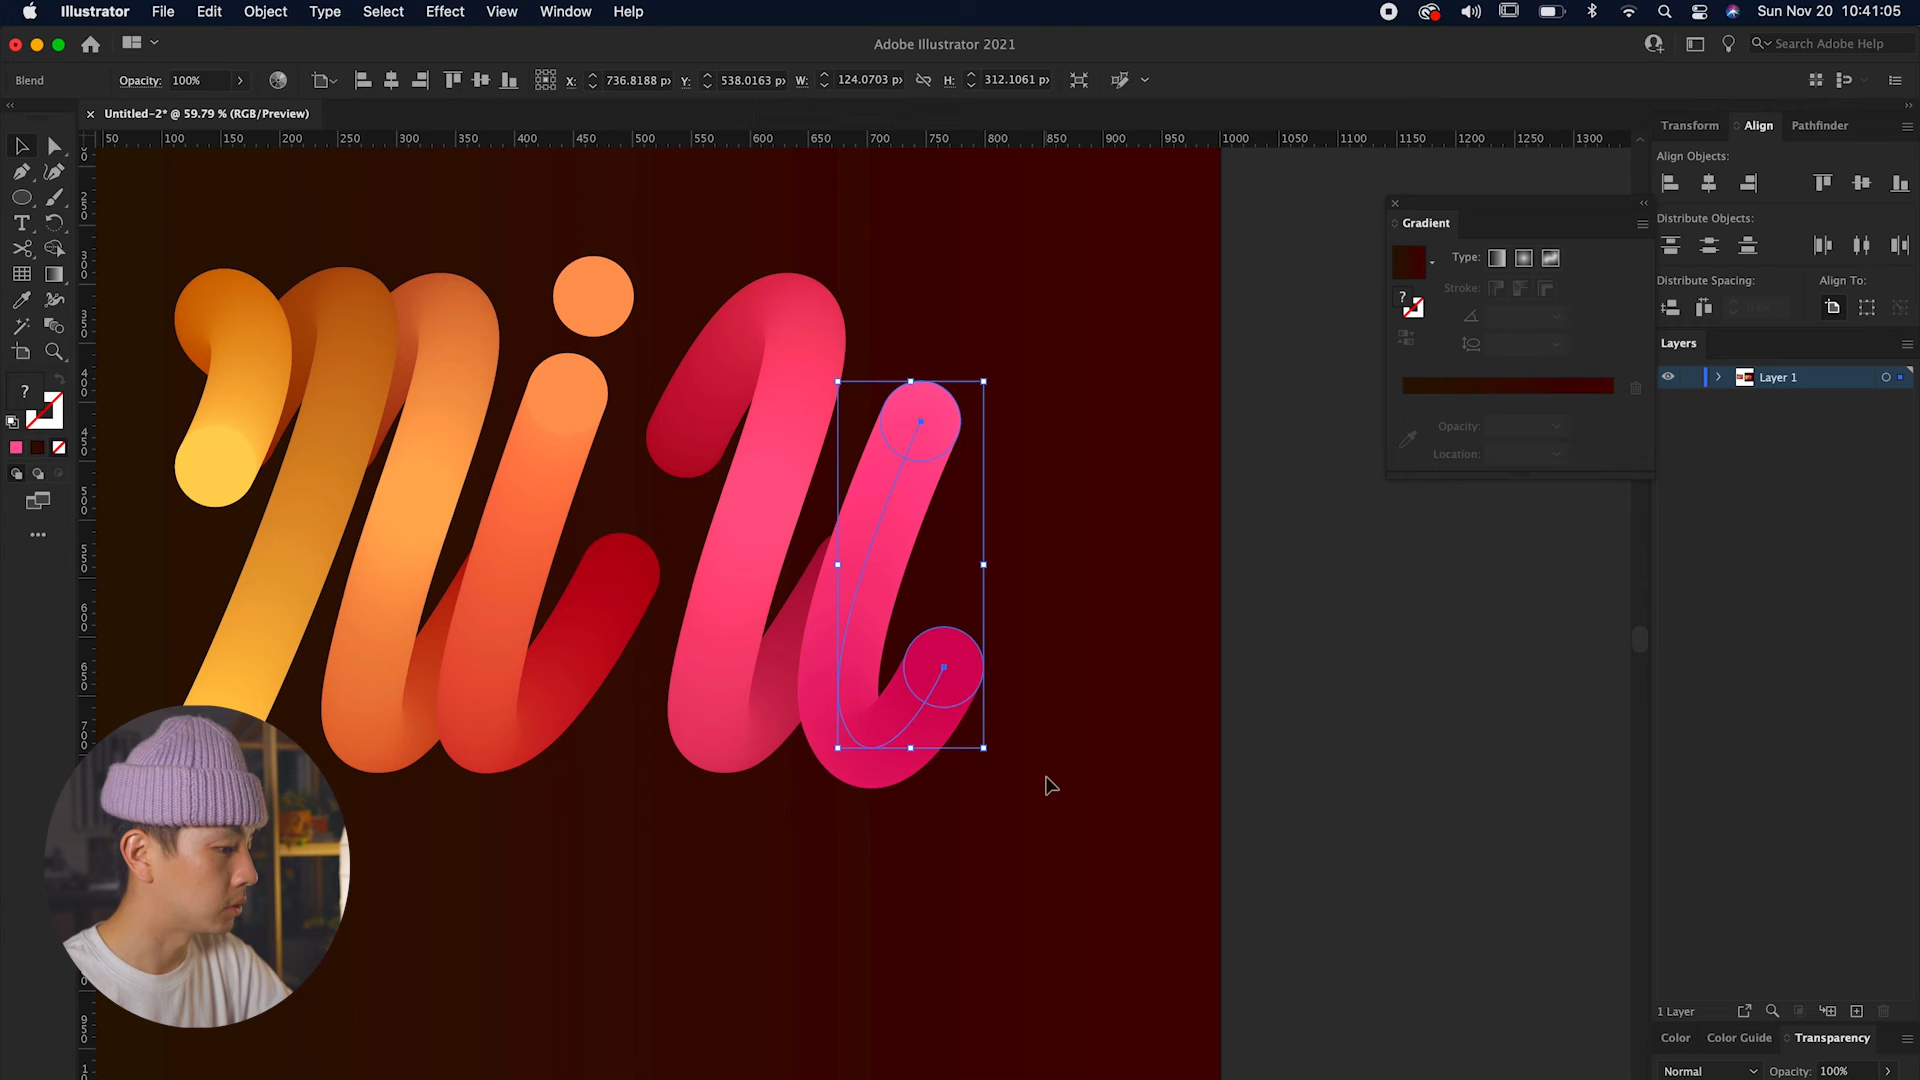 Illustrator File Edit Object Type Select Effect View Window Help Sun Nov 20 10:41:05
Adobe Illustrator 2021 Search Adobe Help
Blend Opacity: 100% X: 736.8188 px Y: 538.0163 px W: 124.0703 px H: 312.1061 px
Untitled-2* @ 59.79 % (RGB/Preview)
50 100 150 200 250 300 350 400 450 500 550 600 650 700 750 800 850 900 950 1000 1050 1100 1150 1200 1250 1300
Transform Align Pathfinder
Align Objects:
Distribute Objects:
Distribute Spacing: Align To:
Gradient
Type:
Stroke:
Opacity:
Location:
Layers
Layer 1
mini
1 Layer
Color Color Guide Transparency
Normal Opacity: 100%